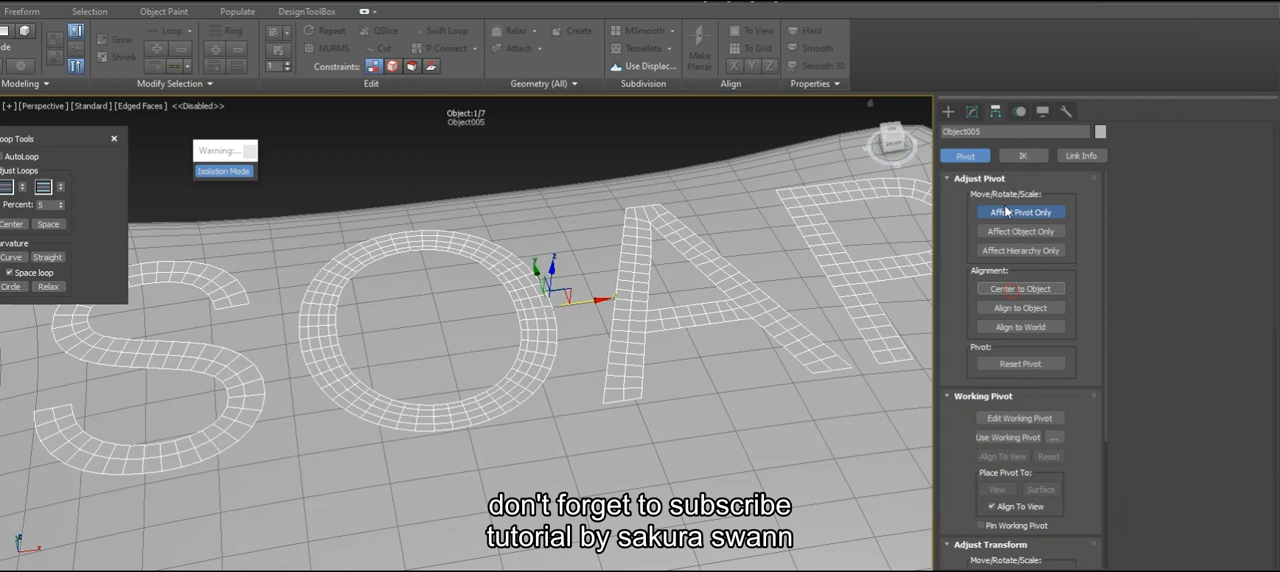 Freeform Object Paint Populate DesignToolBox
Loop Ring Repeat QSlice Swift Loop Relax Create MSmooth To View Hard
Grow NURMS Cut P Connect Attach Tessellate Make Planar To Grid Smooth
Shrink 1 Constraints: Use Displac... X Y Z Smooth 30
Modeling Modify Selection Edit Geometry (All) Subdivision Align Properties
[+] [Perspective] [Standard] [Edged Faces] <<Disabled>>
Object:1/7
Object005
oop Tools
AutoLoop
djust Loops
Percent: 5
Center Space
urvature
Curve Straight
Space loop
Circle Relax
Warning:...
Isolation Mode
S O A
FRONT
Object005
Pivot IK Link Info
Adjust Pivot
Move/Rotate/Scale:
Affect Pivot Only
Affect Object Only
Affect Hierarchy Only
Alignment:
Center to Object
Align to Object
Align to World
Pivot:
Reset Pivot
Working Pivot
Edit Working Pivot
Use Working Pivot ...
Align To View Reset
Place Pivot To:
View Surface
Align To View
Pin Working Pivot
Adjust Transform
Move/Rotate/Scale:
don't forget to subscribe
tutorial by sakura swann